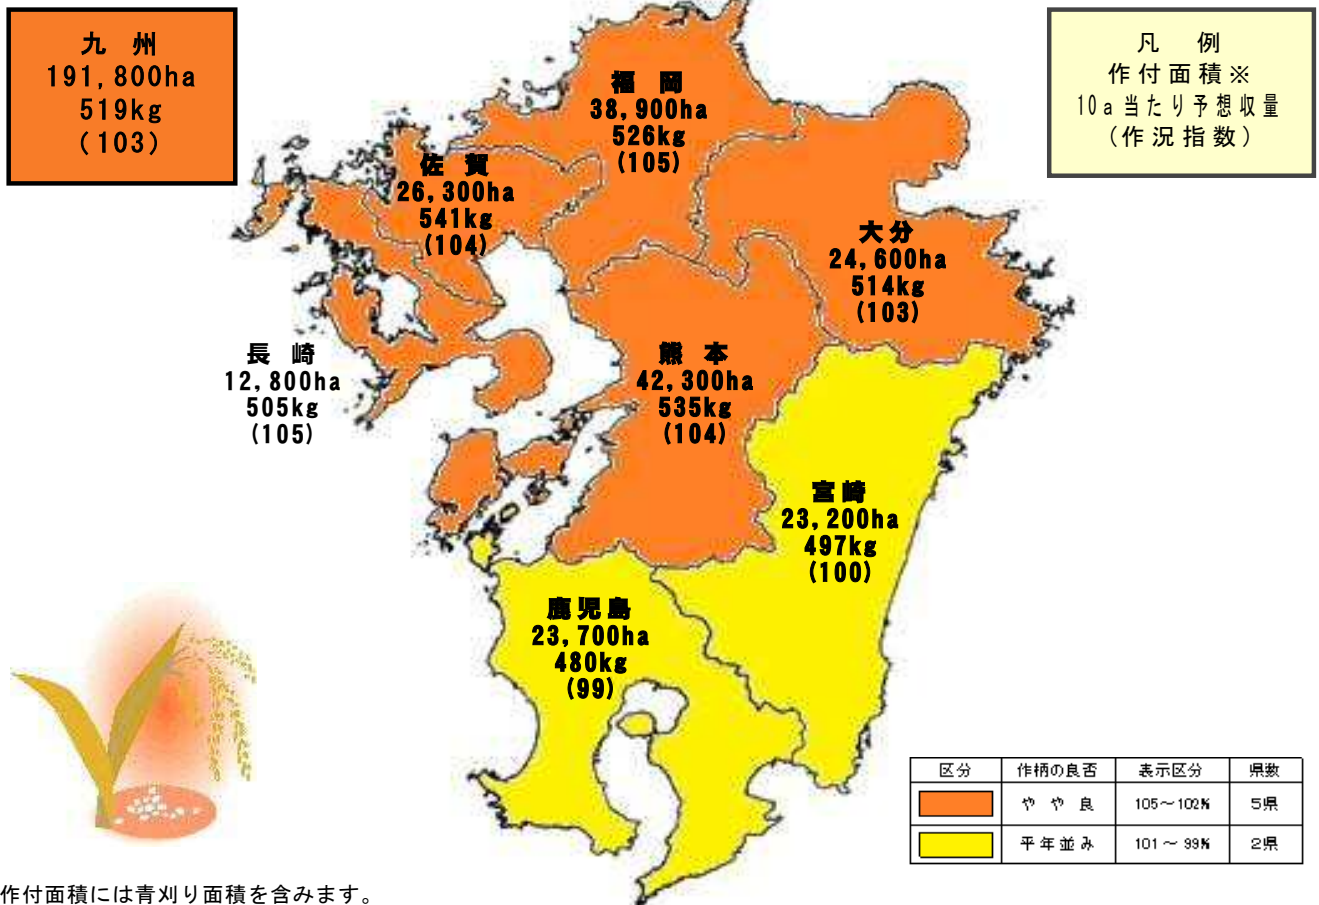 九 州
191,800ha
519kg
(103)
凡 例
作付面積※
10a当たり予想収量
(作況指数)
福 岡
38,900ha
526kg
(105)
佐 賀
26,300ha
541kg
(104)
大分
24,600ha
514kg
(103)
長 崎
12,800ha
505kg
(105)
熊 本
42,300ha
535kg
(104)
宮崎
23,200ha
497kg
(100)
鹿児島
23,700ha
480kg
(99)
区分 作柄の良否 表示区分 県数
やや良 105～102% 5県
平年並み 101～99% 2県
作付面積には青刈り面積を含みます。